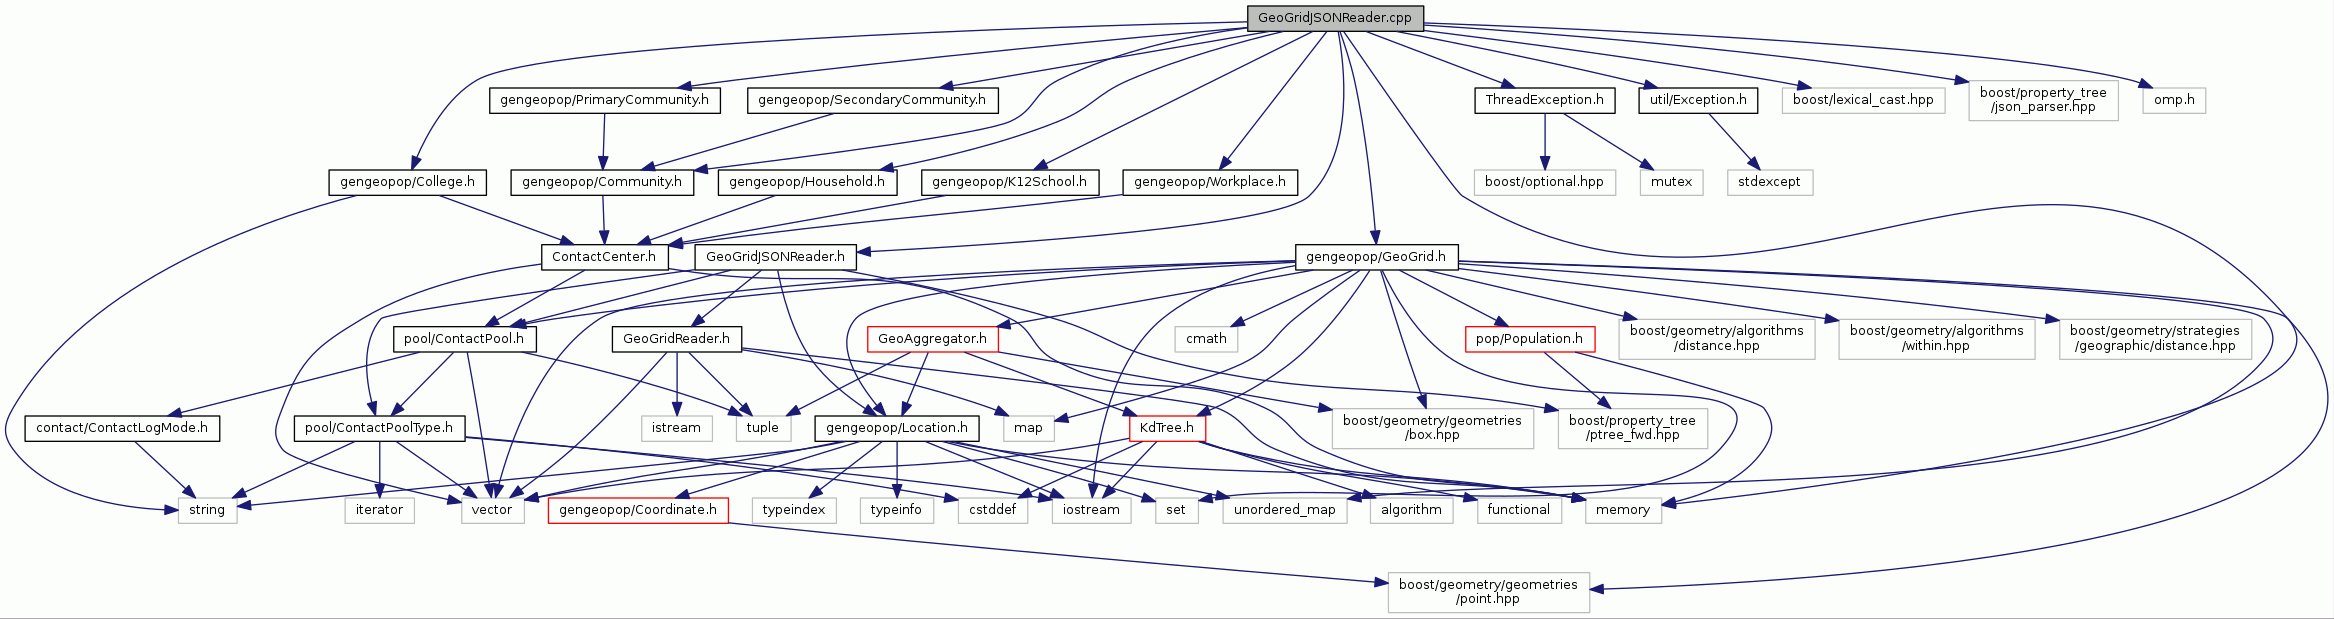 GeoGridJSONReader.cpp
gengeopop/PrimaryCommunity.h
gengeopop/SecondaryCommunity.h
ThreadException.h
util/Exception.h
boost/lexical_cast.hpp
boost/property_tree
/json_parser.hpp
omp.h
gengeopop/College.h
gengeopop/Community.h
gengeopop/Household.h
gengeopop/K12School.h
gengeopop/Workplace.h
boost/optional.hpp
mutex
stdexcept
ContactCenter.h
GeoGridJSONReader.h
gengeopop/GeoGrid.h
pool/ContactPool.h
GeoGridReader.h
GeoAggregator.h
cmath
pop/Population.h
boost/geometry/algorithms
/distance.hpp
boost/geometry/algorithms
/within.hpp
boost/geometry/strategies
/geographic/distance.hpp
contact/ContactLogMode.h
pool/ContactPoolType.h
istream
tuple
gengeopop/Location.h
map
KdTree.h
boost/geometry/geometries
/box.hpp
boost/property_tree
/ptree_fwd.hpp
string
iterator
vector
gengeopop/Coordinate.h
typeindex
typeinfo
cstddef
iostream
set
unordered_map
algorithm
functional
memory
boost/geometry/geometries
/point.hpp